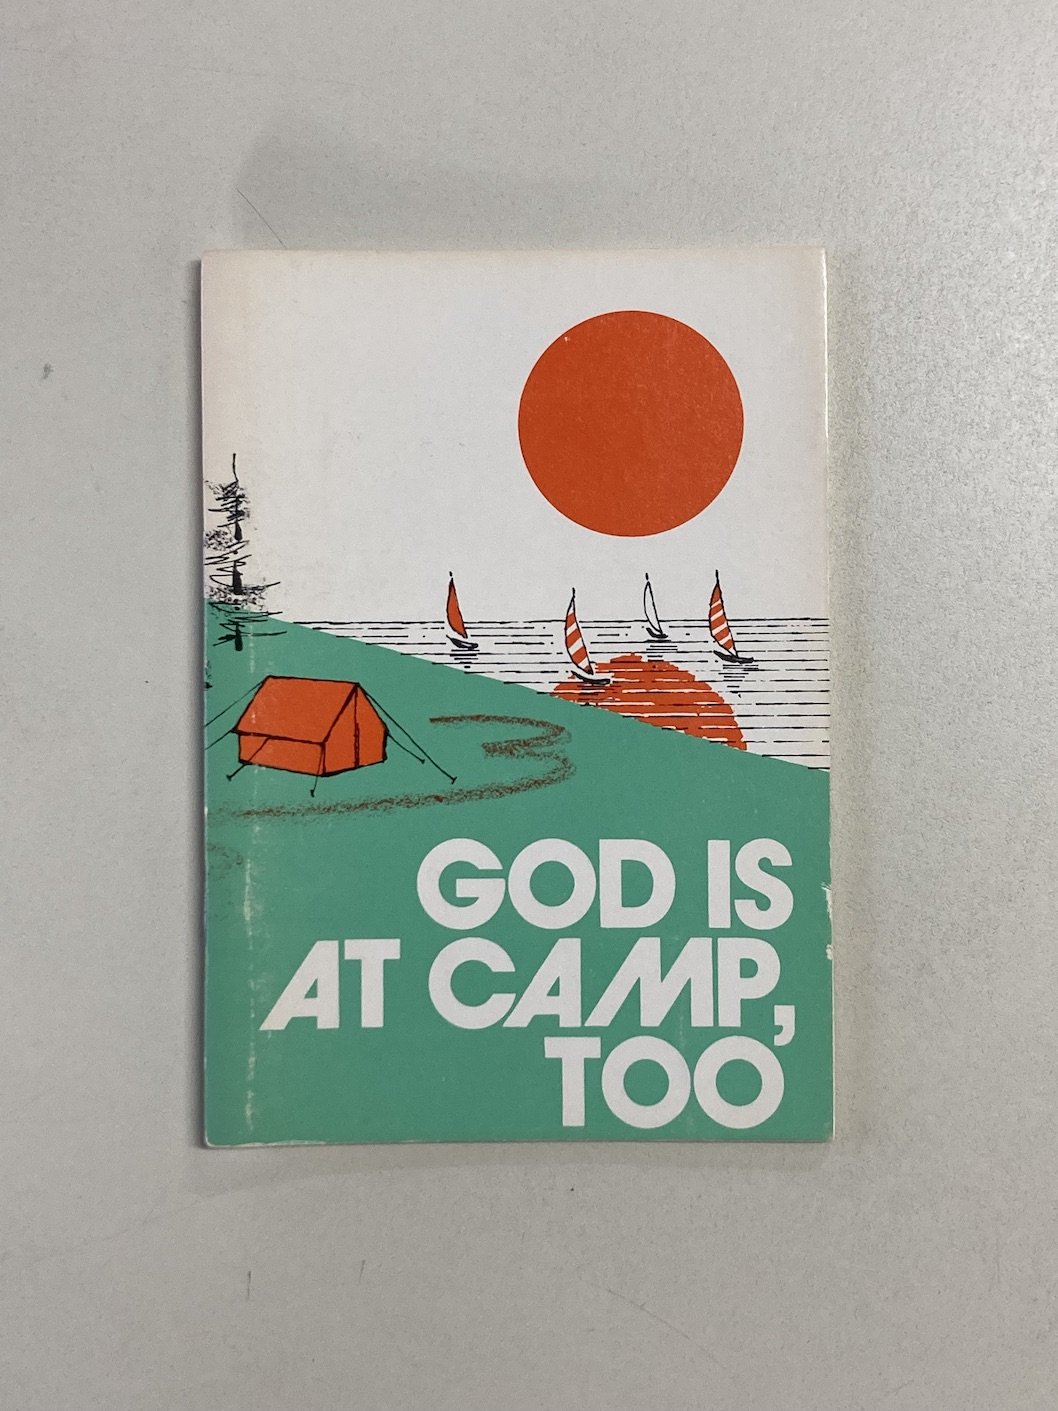 GOD IS
AT CAMP,
TOO